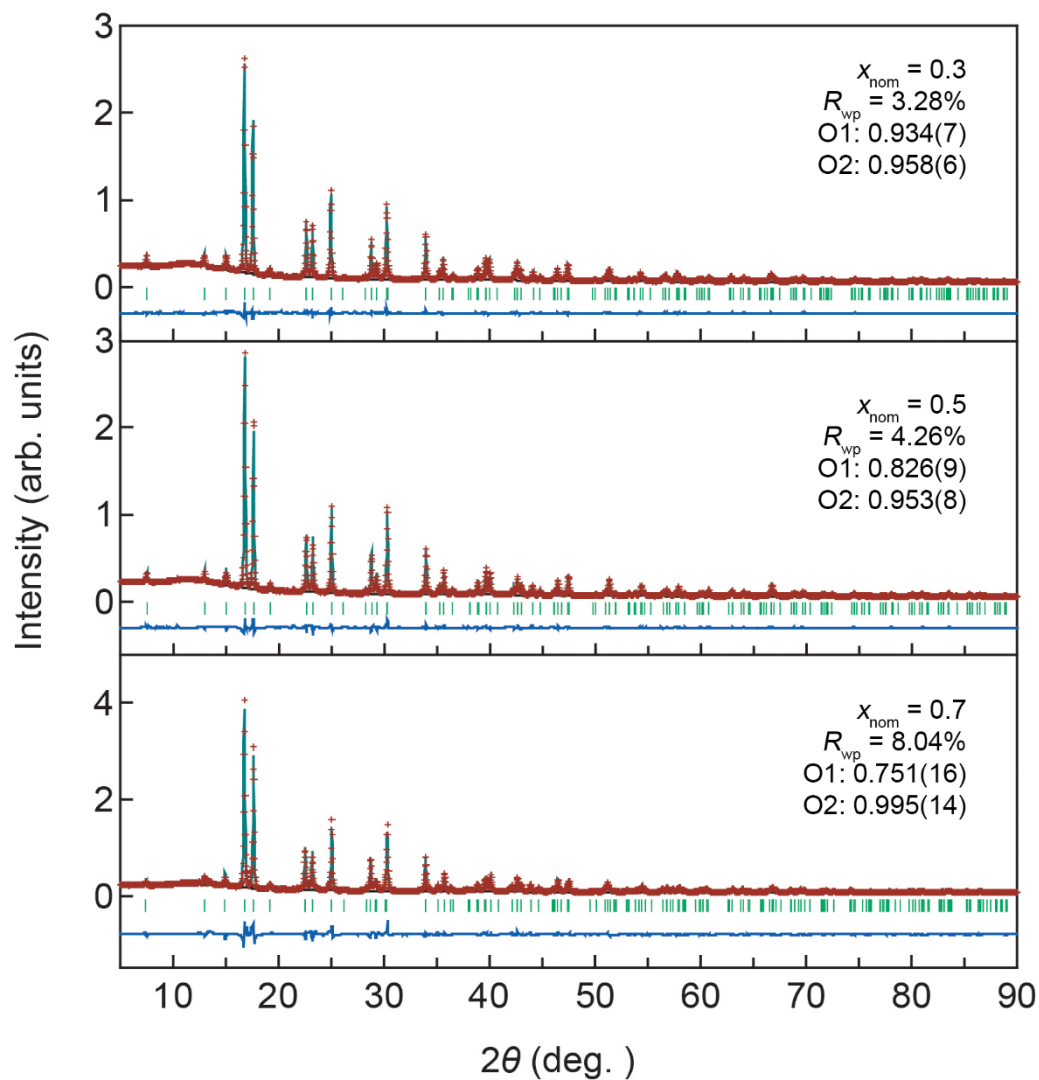 3
2
1
0
x_nom = 0.3
R_wp = 3.28%
O1: 0.934(7)
O2: 0.958(6)
3
2
1
0
x_nom = 0.5
R_wp = 4.26%
O1: 0.826(9)
O2: 0.953(8)
4
2
0
x_nom = 0.7
R_wp = 8.04%
O1: 0.751(16)
O2: 0.995(14)
Intensity (arb. units)
10 20 30 40 50 60 70 80 90
2θ (deg. )